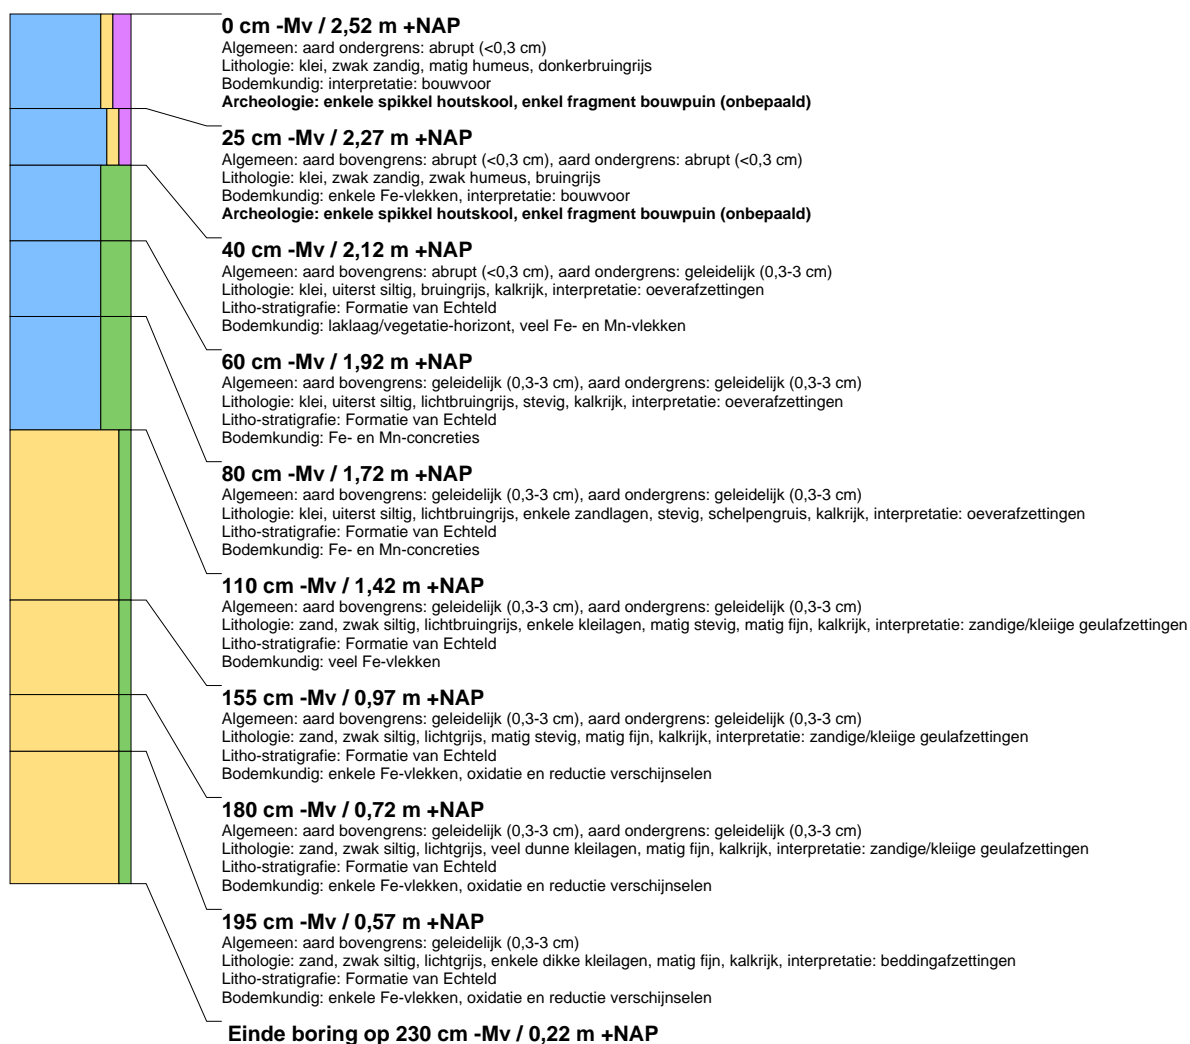 0 cm -Mv / 2,52 m +NAP
Algemeen: aard ondergrens: abrupt (<0,3 cm)
Lithologie: klei, zwak zandig, matig humeus, donkerbruingrijs
Bodemkundig: interpretatie: bouwvoor
Archeologie: enkele spikkel houtskool, enkel fragment bouwpuin (onbepaald)
25 cm -Mv / 2,27 m +NAP
Algemeen: aard bovengrens: abrupt (<0,3 cm), aard ondergrens: abrupt (<0,3 cm)
Lithologie: klei, zwak zandig, zwak humeus, bruingrijs
Bodemkundig: enkele Fe-vlekken, interpretatie: bouwvoor
Archeologie: enkele spikkel houtskool, enkel fragment bouwpuin (onbepaald)
40 cm -Mv / 2,12 m +NAP
Algemeen: aard bovengrens: abrupt (<0,3 cm), aard ondergrens: geleidelijk (0,3-3 cm)
Lithologie: klei, uiterst siltig, bruingrijs, kalkrijk, interpretatie: oeverafzettingen
Litho-stratigrafie: Formatie van Echteld
Bodemkundig: laklaag/vegetatie-horizont, veel Fe- en Mn-vlekken
60 cm -Mv / 1,92 m +NAP
Algemeen: aard bovengrens: geleidelijk (0,3-3 cm), aard ondergrens: geleidelijk (0,3-3 cm)
Lithologie: klei, uiterst siltig, lichtbruingrijs, stevig, kalkrijk, interpretatie: oeverafzettingen
Litho-stratigrafie: Formatie van Echteld
Bodemkundig: Fe- en Mn-concreties
80 cm -Mv / 1,72 m +NAP
Algemeen: aard bovengrens: geleidelijk (0,3-3 cm), aard ondergrens: geleidelijk (0,3-3 cm)
Lithologie: klei, uiterst siltig, lichtbruingrijs, enkele zandlagen, stevig, schelpengruis, kalkrijk, interpretatie: oeverafzettingen
Litho-stratigrafie: Formatie van Echteld
Bodemkundig: Fe- en Mn-concreties
110 cm -Mv / 1,42 m +NAP
Algemeen: aard bovengrens: geleidelijk (0,3-3 cm), aard ondergrens: geleidelijk (0,3-3 cm)
Lithologie: zand, zwak siltig, lichtbruingrijs, enkele kleilagen, matig stevig, matig fijn, kalkrijk, interpretatie: zandige/kleiige geulafzettingen
Litho-stratigrafie: Formatie van Echteld
Bodemkundig: veel Fe-vlekken
155 cm -Mv / 0,97 m +NAP
Algemeen: aard bovengrens: geleidelijk (0,3-3 cm), aard ondergrens: geleidelijk (0,3-3 cm)
Lithologie: zand, zwak siltig, lichtgrijs, matig stevig, matig fijn, kalkrijk, interpretatie: zandige/kleiige geulafzettingen
Litho-stratigrafie: Formatie van Echteld
Bodemkundig: enkele Fe-vlekken, oxidatie en reductie verschijnselen
180 cm -Mv / 0,72 m +NAP
Algemeen: aard bovengrens: geleidelijk (0,3-3 cm), aard ondergrens: geleidelijk (0,3-3 cm)
Lithologie: zand, zwak siltig, lichtgrijs, veel dunne kleilagen, matig fijn, kalkrijk, interpretatie: zandige/kleiige geulafzettingen
Litho-stratigrafie: Formatie van Echteld
Bodemkundig: enkele Fe-vlekken, oxidatie en reductie verschijnselen
195 cm -Mv / 0,57 m +NAP
Algemeen: aard bovengrens: geleidelijk (0,3-3 cm)
Lithologie: zand, zwak siltig, lichtgrijs, enkele dikke kleilagen, matig fijn, kalkrijk, interpretatie: beddingafzettingen
Litho-stratigrafie: Formatie van Echteld
Bodemkundig: enkele Fe-vlekken, oxidatie en reductie verschijnselen
Einde boring op 230 cm -Mv / 0,22 m +NAP